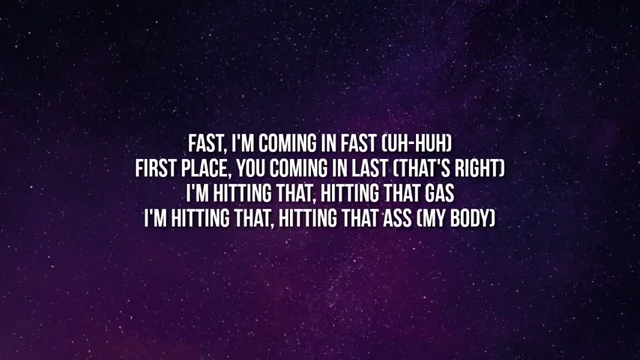 FAST, I'M COMING IN FAST (UH-HUH)
FIRST PLACE, YOU COMING IN LAST (THAT'S RIGHT)
I'M HITTING THAT, HITTING THAT GAS
I'M HITTING THAT, HITTING THAT ASS (MY BODY)